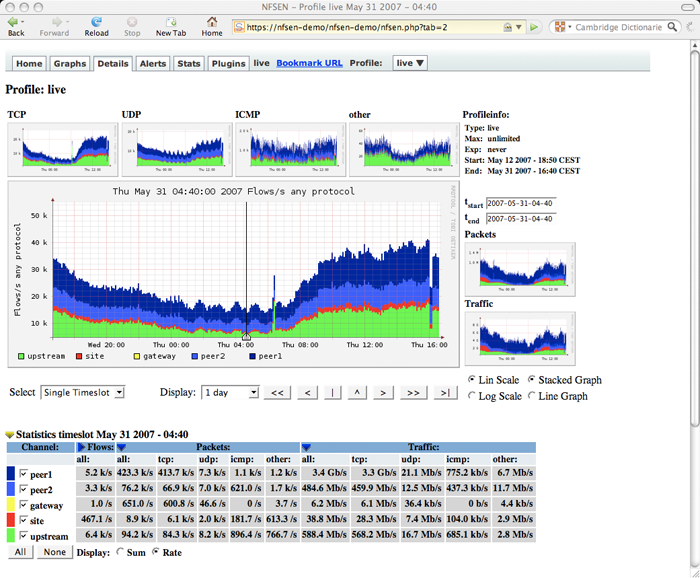 NFSEN - Profile live May 31 2007 - 04:40
Back Forward Reload Stop New Tab Home https://nfsen-demo/nfsen-demo/nfsen.php?tab=2 Cambridge Dictionarie
Home Graphs Details Alerts Stats Plugins live Bookmark URL Profile: live ▼
Profile: live
TCP UDP ICMP other Profileinfo:
Type: live
Max: unlimited
Exp: never
Start: May 12 2007 - 18:50 CEST
End: May 31 2007 - 16:40 CEST
Thu May 31 04:40:00 2007 Flows/s any protocol
Flows/s any protocol
50 k
40 k
30 k
20 k
10 k
Wed 20:00 Thu 00:00 Thu 04:00 Thu 08:00 Thu 12:00 Thu 16:00
upstream site gateway peer2 peer1
tstart 2007-05-31-04-40
tend 2007-05-31-04-40
Packets
Traffic
Lin Scale Stacked Graph
Log Scale Line Graph
Select Single Timeslot Display: 1 day << < | ^ > >> >|
Statistics timeslot May 31 2007 - 04:40
Channel: Flows: Packets: Traffic:
all: all: tcp: udp: icmp: other: all: tcp: udp: icmp: other:
peer1 5.2 k/s 423.3 k/s 413.7 k/s 7.3 k/s 1.1 k/s 1.2 k/s 3.4 Gb/s 3.3 Gb/s 21.1 Mb/s 775.2 kb/s 6.7 Mb/s
peer2 3.3 k/s 76.2 k/s 66.9 k/s 7.0 k/s 621.0 /s 1.7 k/s 484.6 Mb/s 459.9 Mb/s 12.5 Mb/s 437.3 kb/s 11.7 Mb/s
gateway 1.0 /s 651.0 /s 600.8 /s 46.6 /s 0 /s 3.7 /s 6.2 Mb/s 6.1 Mb/s 36.4 kb/s 0 b/s 4.4 kb/s
site 467.1 /s 8.9 k/s 6.1 k/s 2.0 k/s 181.7 /s 613.3 /s 38.8 Mb/s 28.3 Mb/s 7.4 Mb/s 104.0 kb/s 2.9 Mb/s
upstream 6.4 k/s 94.2 k/s 84.3 k/s 8.2 k/s 896.4 /s 766.7 /s 588.4 Mb/s 568.2 Mb/s 16.7 Mb/s 685.1 kb/s 2.8 Mb/s
All None Display: Sum Rate